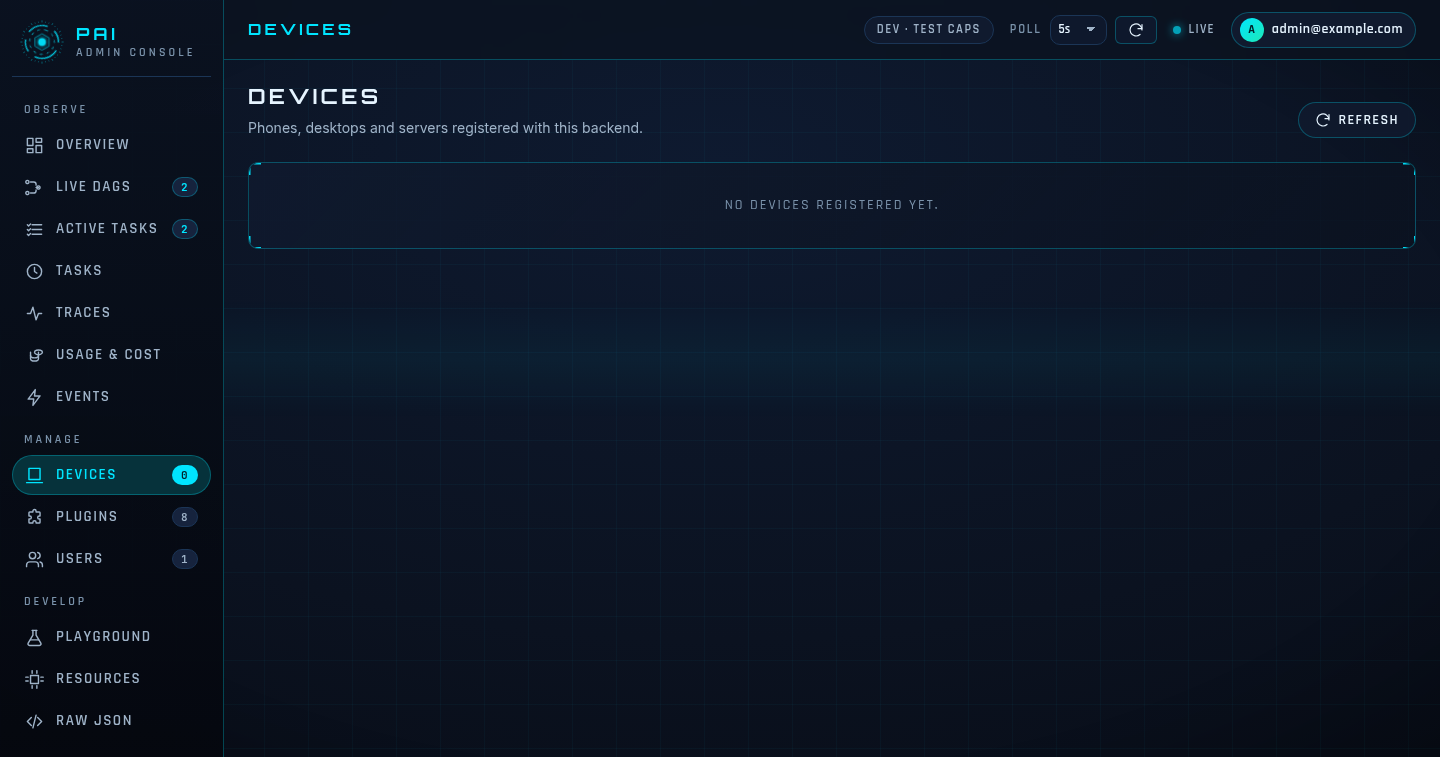 PAI
ADMIN CONSOLE
OBSERVE
OVERVIEW
LIVE DAGS 2
ACTIVE TASKS 2
TASKS
TRACES
USAGE & COST
EVENTS
MANAGE
DEVICES 0
PLUGINS 8
USERS 1
DEVELOP
PLAYGROUND
RESOURCES
RAW JSON
DEVICES
DEV · TEST CAPS
POLL 5s
LIVE
A admin@example.com
DEVICES
Phones, desktops and servers registered with this backend.
REFRESH
NO DEVICES REGISTERED YET.